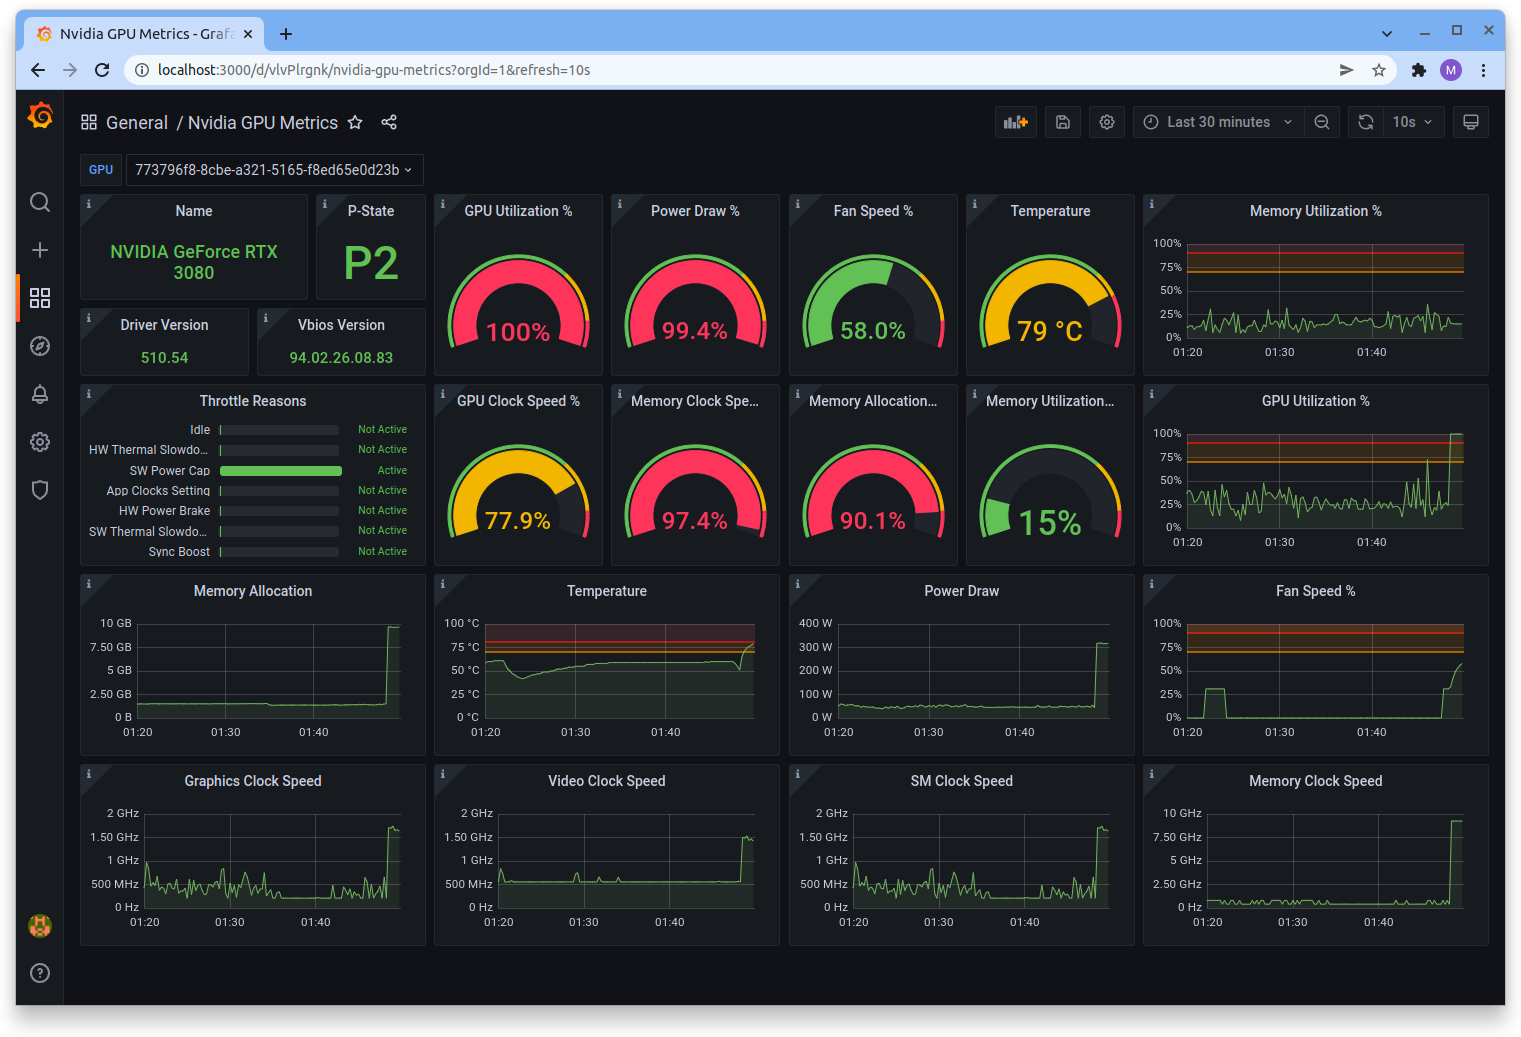 Nvidia GPU Metrics - Grafa
localhost:3000/d/vlvPlrgnk/nvidia-gpu-metrics?orgId=1&refresh=10s
M
General / Nvidia GPU Metrics
Last 30 minutes
10s
GPU
773796f8-8cbe-a321-5165-f8ed65e0d23b
Name
NVIDIA GeForce RTX
3080
P-State
P2
Driver Version
510.54
Vbios Version
94.02.26.08.83
GPU Utilization %
100%
Power Draw %
99.4%
Fan Speed %
58.0%
Temperature
79 °C
Memory Utilization %
100%
75%
50%
25%
0%
01:20 01:30 01:40
Throttle Reasons
Idle Not Active
HW Thermal Slowdo... Not Active
SW Power Cap Active
App Clocks Setting Not Active
HW Power Brake Not Active
SW Thermal Slowdo... Not Active
Sync Boost Not Active
GPU Clock Speed %
77.9%
Memory Clock Spe...
97.4%
Memory Allocation...
90.1%
Memory Utilization...
15%
GPU Utilization %
100%
75%
50%
25%
0%
01:20 01:30 01:40
Memory Allocation
10 GB
7.50 GB
5 GB
2.50 GB
0 B
01:20 01:30 01:40
Temperature
100 °C
75 °C
50 °C
25 °C
0 °C
01:20 01:30 01:40
Power Draw
400 W
300 W
200 W
100 W
0 W
01:20 01:30 01:40
Fan Speed %
100%
75%
50%
25%
0%
01:20 01:30 01:40
Graphics Clock Speed
2 GHz
1.50 GHz
1 GHz
500 MHz
0 Hz
01:20 01:30 01:40
Video Clock Speed
2 GHz
1.50 GHz
1 GHz
500 MHz
0 Hz
01:20 01:30 01:40
SM Clock Speed
2 GHz
1.50 GHz
1 GHz
500 MHz
0 Hz
01:20 01:30 01:40
Memory Clock Speed
10 GHz
7.50 GHz
5 GHz
2.50 GHz
0 Hz
01:20 01:30 01:40